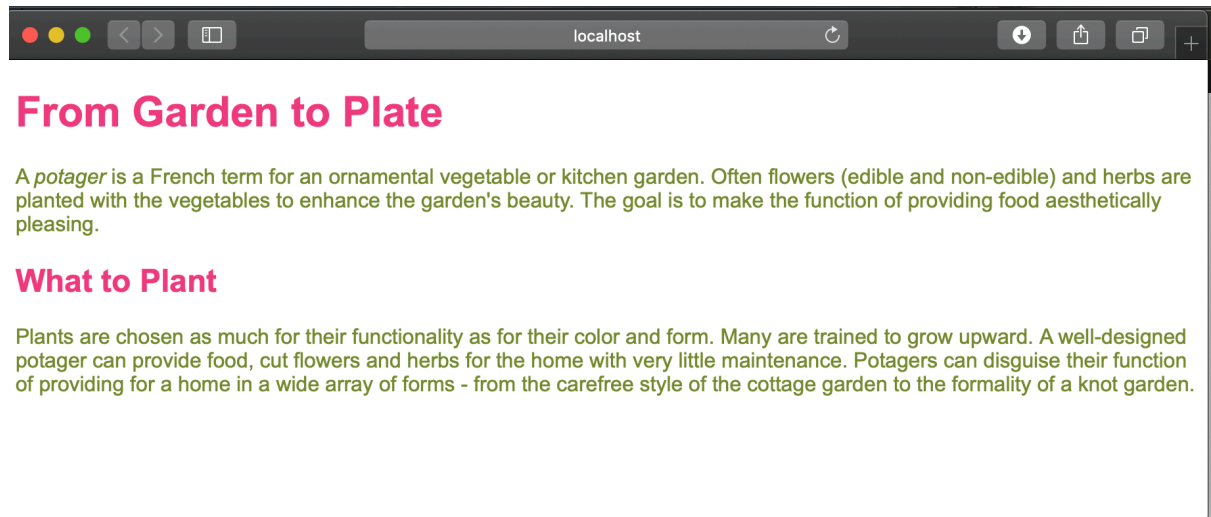 localhost
From Garden to Plate
A potager is a French term for an ornamental vegetable or kitchen garden. Often flowers (edible and non-edible) and herbs are
planted with the vegetables to enhance the garden's beauty. The goal is to make the function of providing food aesthetically
pleasing.
What to Plant
Plants are chosen as much for their functionality as for their color and form. Many are trained to grow upward. A well-designed
potager can provide food, cut flowers and herbs for the home with very little maintenance. Potagers can disguise their function
of providing for a home in a wide array of forms - from the carefree style of the cottage garden to the formality of a knot garden.